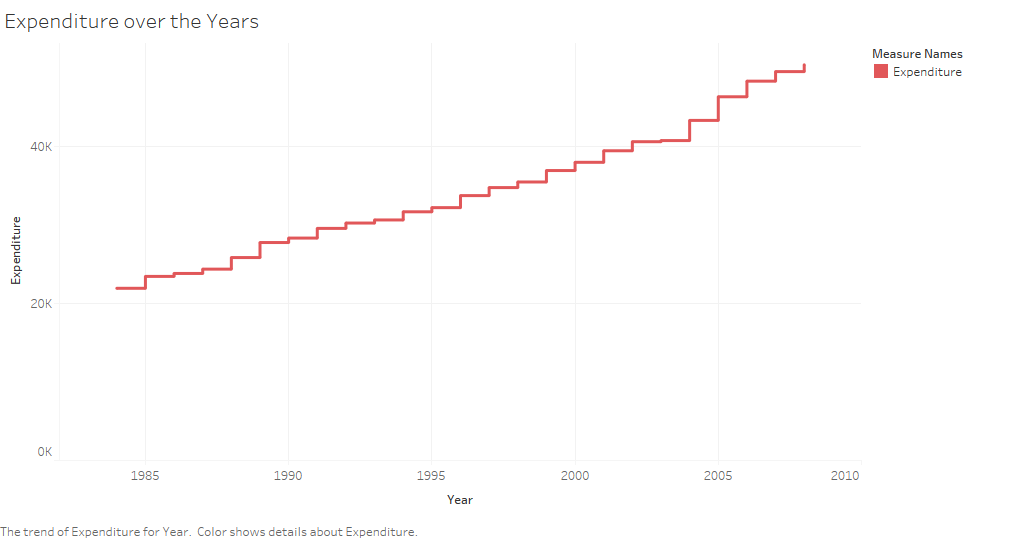 Expenditure over the Years
Measure Names
Expenditure
40K
20K
0K
Expenditure
1985 1990 1995 2000 2005 2010
Year
The trend of Expenditure for Year. Color shows details about Expenditure.